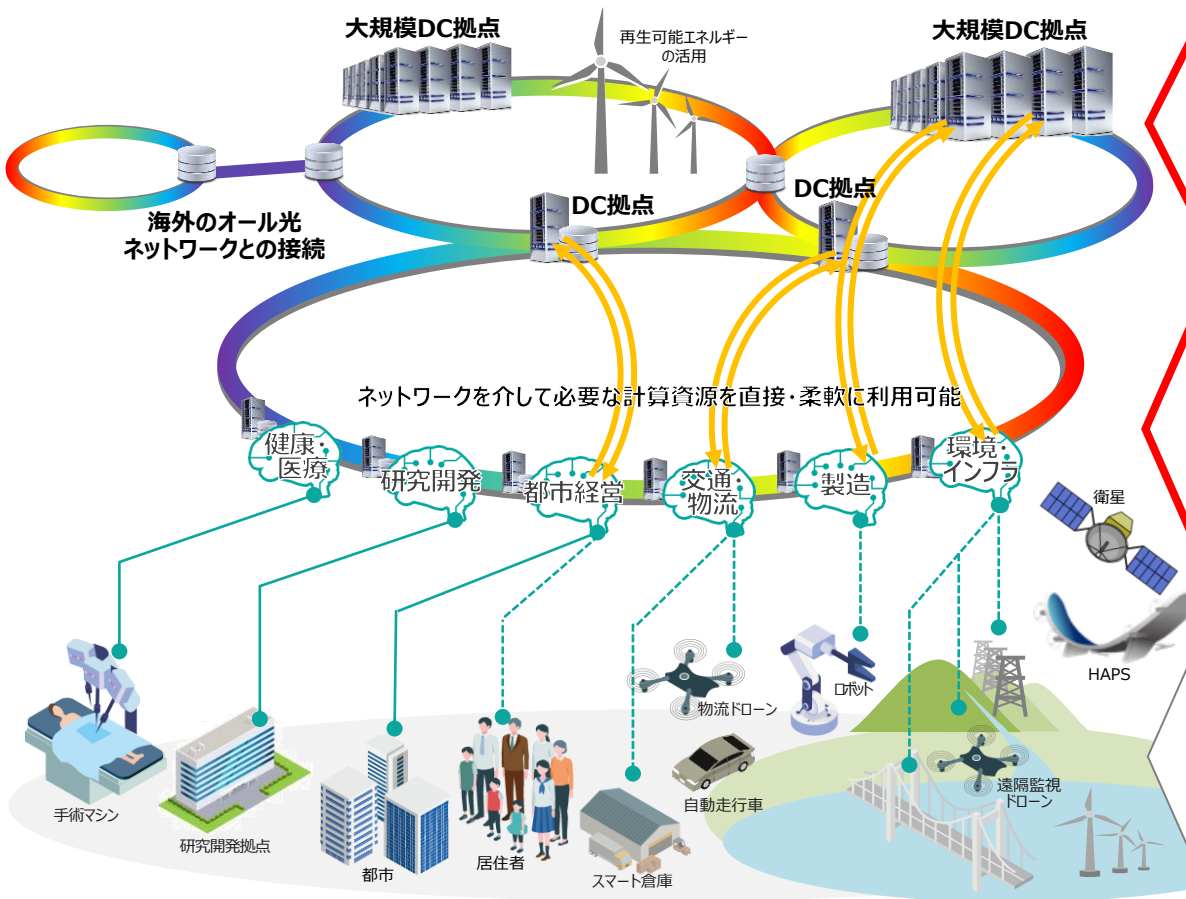 大規模DC拠点
再生可能エネルギー
の活用
大規模DC拠点
DC拠点
DC拠点
海外のオール光
ネットワークとの接続
ネットワークを介して必要な計算資源を直接・柔軟に利用可能
健康・
医療
研究開発
都市経営
交通・
物流
製造
環境・
インフラ
衛星
HAPS
ロボット
物流ドローン
自動走行車
遠隔監視
ドローン
手術マシン
研究開発拠点
都市
居住者
スマート倉庫